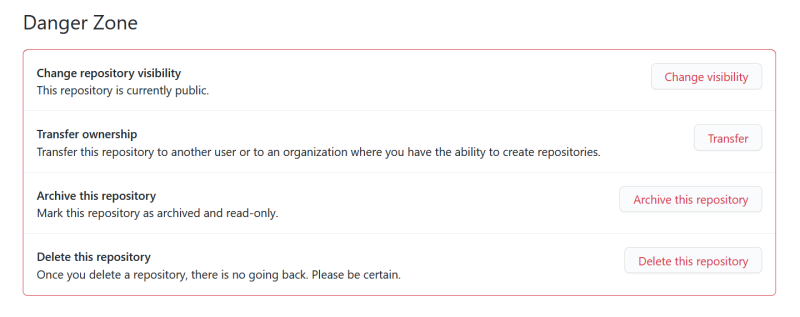 Danger Zone
Change repository visibility
This repository is currently public.
Change visibility
Transfer ownership
Transfer this repository to another user or to an organization where you have the ability to create repositories.
Transfer
Archive this repository
Mark this repository as archived and read-only.
Archive this repository
Delete this repository
Once you delete a repository, there is no going back. Please be certain.
Delete this repository